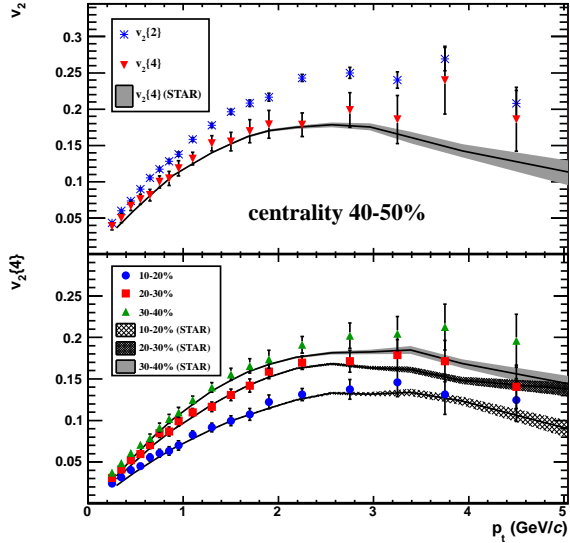 v₂
0.3
0.25
0.2
0.15
0.1
0.05
v₂{2}
v₂{4}
v₂{4} (STAR)
centrality 40-50%
v₂{4}
0.25
0.2
0.15
0.1
0.05
10-20%
20-30%
30-40%
10-20% (STAR)
20-30% (STAR)
30-40% (STAR)
0 1 2 3 4 5
pₜ (GeV/c)